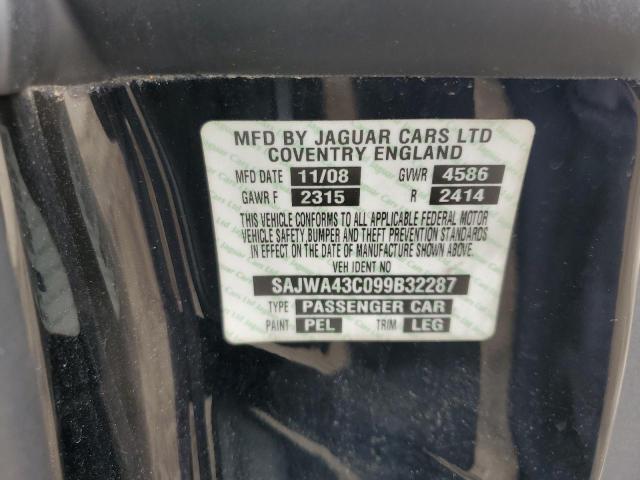 MFD BY JAGUAR CARS LTD
COVENTRY ENGLAND
MFD DATE 11/08 GVWR 4586
GAWR F 2315 R 2414
THIS VEHICLE CONFORMS TO ALL APPLICABLE FEDERAL MOTOR
VEHICLE SAFETY,BUMPER AND THEFT PREVENTION STANDARDS
IN EFFECT ON THE DATE OF MANUFACTURE SHOWN ABOVE.
VEH IDENT NO
SAJWA43C099B32287
TYPE PASSENGER CAR
PAINT PEL TRIM LEG